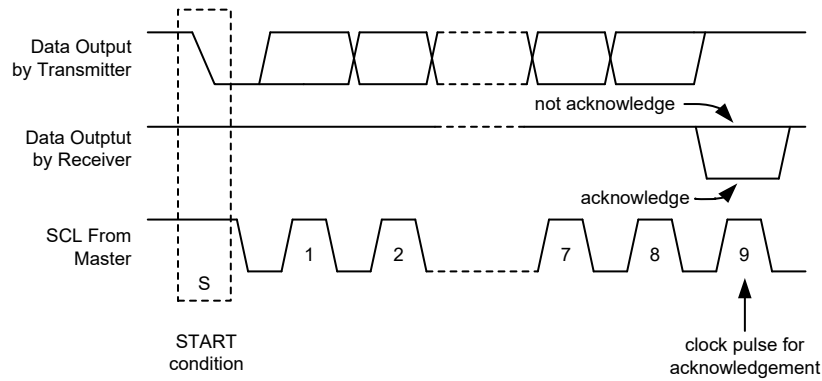 Data Output
by Transmitter
not acknowledge
Data Outptut
by Receiver
acknowledge
SCL From
Master
1
2
7
8
9
S
START
condition
clock pulse for
acknowledgement